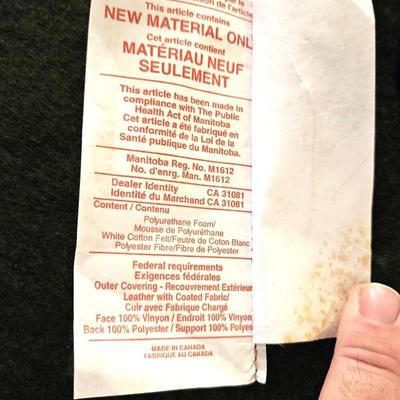 This article contains
NEW MATERIAL ONL
Cet article contient
MATÉRIAU NEUF
SEULEMENT
This article has been made in
compliance with The Public
Health Act of Manitoba
Cet article a été fabriqué en
conformité de la Loi de la
Santé publique du Manitoba.
Manitoba Reg. No. M1612
No. d'enrg. Man. M1612
Dealer Identity CA 31081
Identité du Marchand CA 31081
Content / Contenu
Polyurethane Foam/
Mousse de Polyuréthane
White Cotton Felt/Feutre de Coton Blanc
Polyester Fibre/Fibre de Polyester
Federal requirements
Exigences fédérales
Outer Covering - Recouvrement Extérieur
Leather with Coated Fabric/
Cuir avec Fabrique Chargé
Face 100% Vinyon / Endroit 100% Vinyon
Back 100% Polyester / Support 100% Polyes
MADE IN CANADA
FABRIQUE AU CANADA